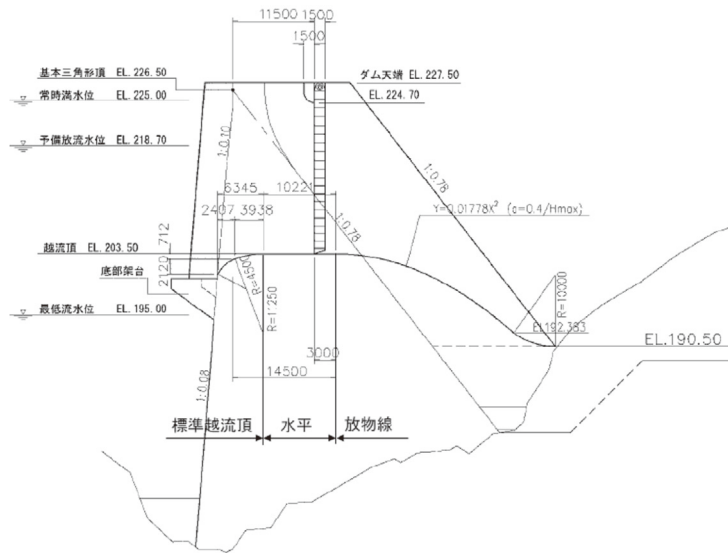 11500 1500
1500
基本三角形頂 EL. 226.50
ダム天端 EL. 227.50
常時満水位 EL. 225.00
EL. 224.70
予備放流水位 EL. 218.70
1:0.10
1:0.78
6345 10221
2407 3938
1:0.78
Y=0.01778X² (α=0.4/Hmax)
712
越流頂 EL. 203.50
2120
底部架台
R=4500
R=11250
R=10000
最低流水位 EL. 195.00
EL192.383
EL.190.50
3000
1:0.08
14500
標準越流頂 水平 放物線